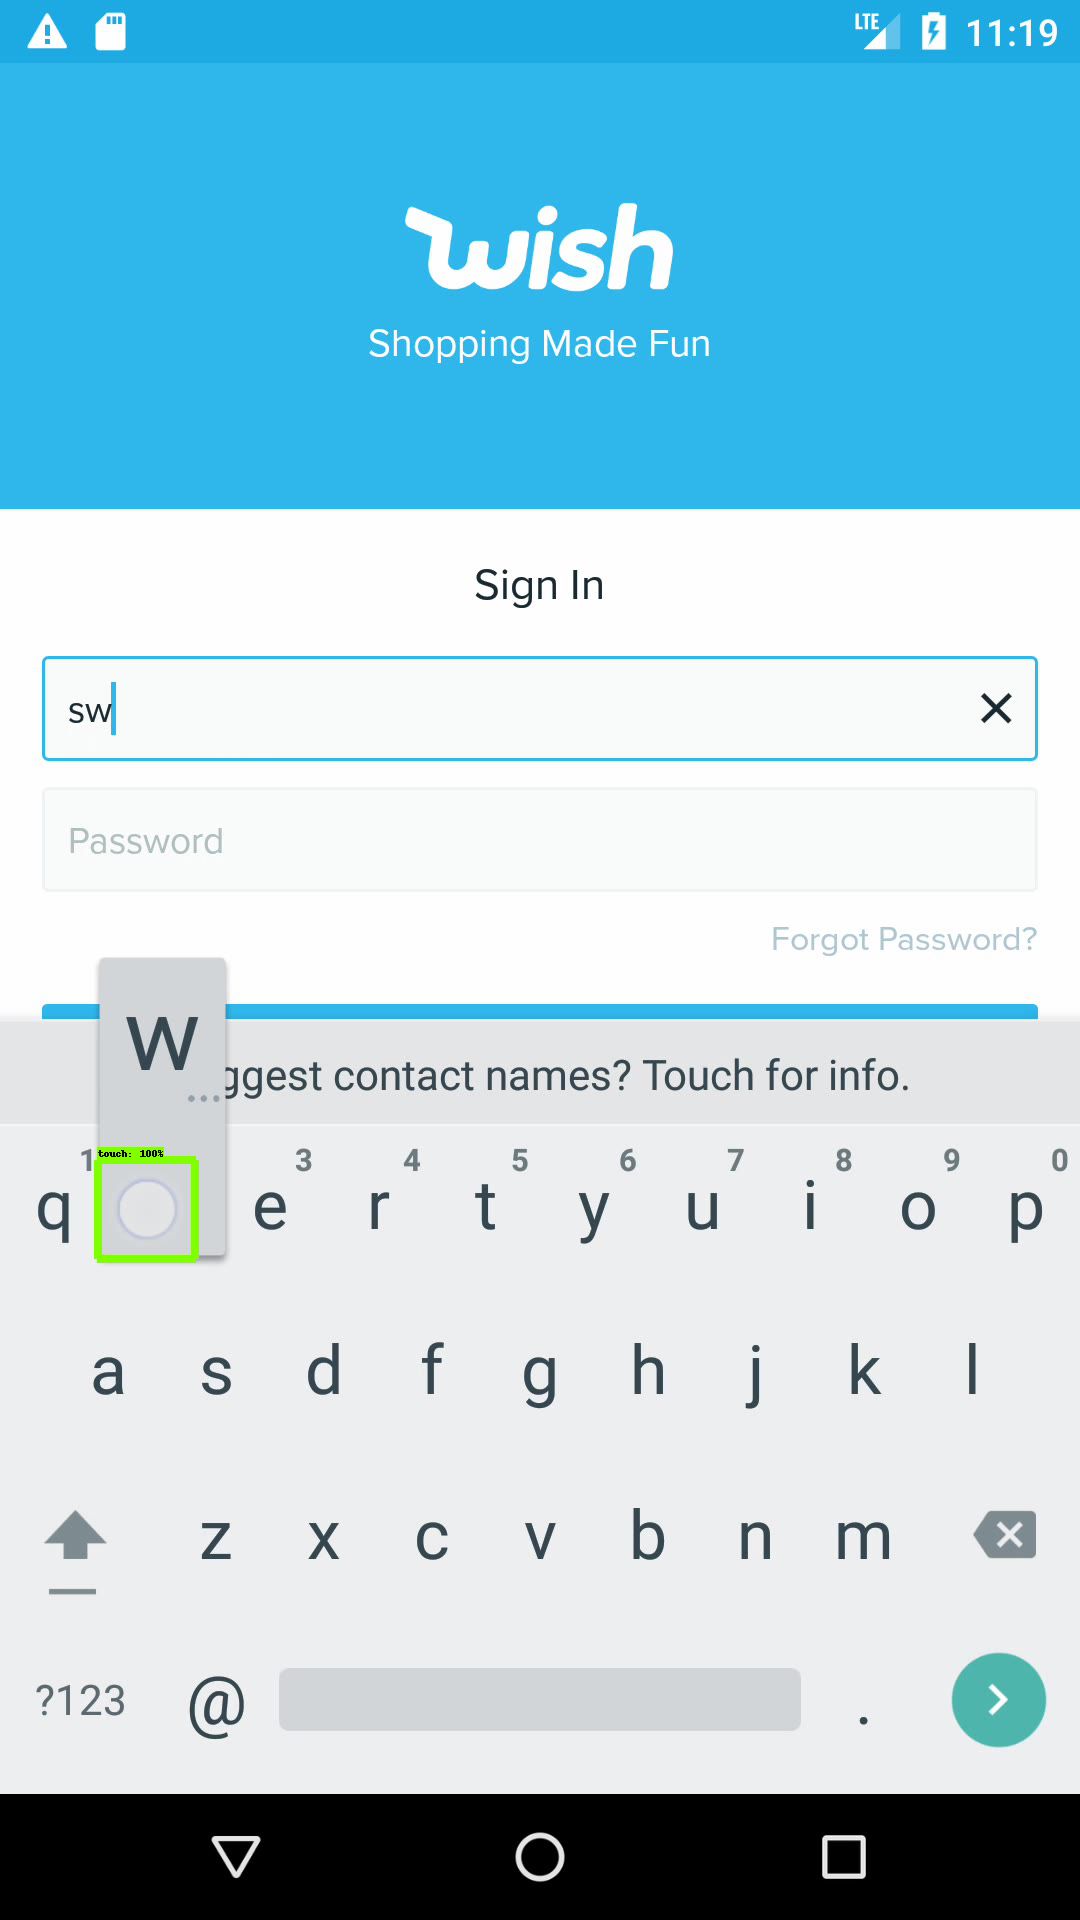 LTE 11:19
wish
Shopping Made Fun
Sign In
sw
Password
Forgot Password?
w
ggest contact names? Touch for info.
touch: 100%
1 3 4 5 6 7 8 9 0
q e r t y u i o p
a s d f g h j k l
z x c v b n m
?123 @ .